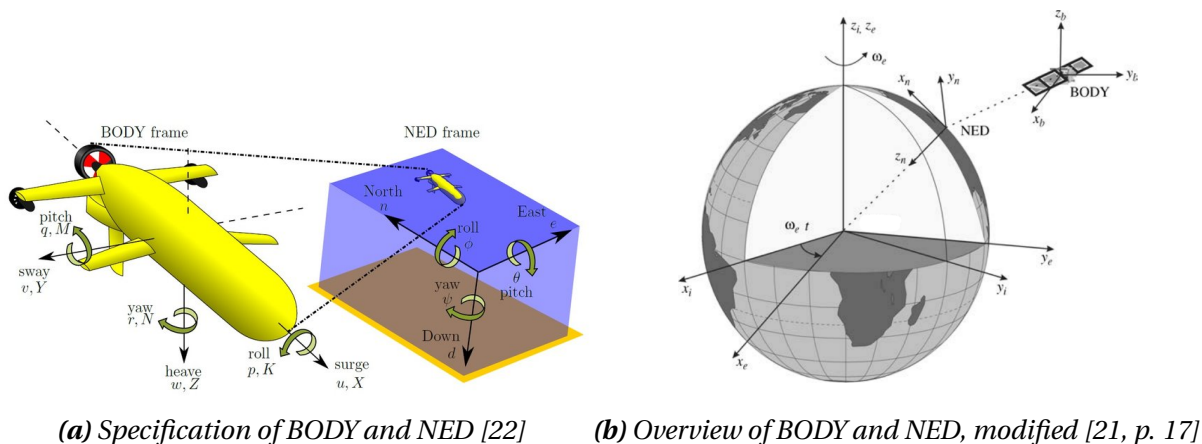 BODY frame
NED frame
North
n
East
e
roll
ϕ
θ
pitch
yaw
ψ
Down
d
pitch
q, M
sway
v, Y
yaw
r, N
heave
w, Z
roll
p, K
surge
u, X
(a) Specification of BODY and NED [22]
z_i, z_e
ω_e
z_b
y_b
BODY
x_b
x_n
y_n
NED
z_n
ω_e t
x_i
x_e
y_i
y_e
(b) Overview of BODY and NED, modified [21, p. 17]